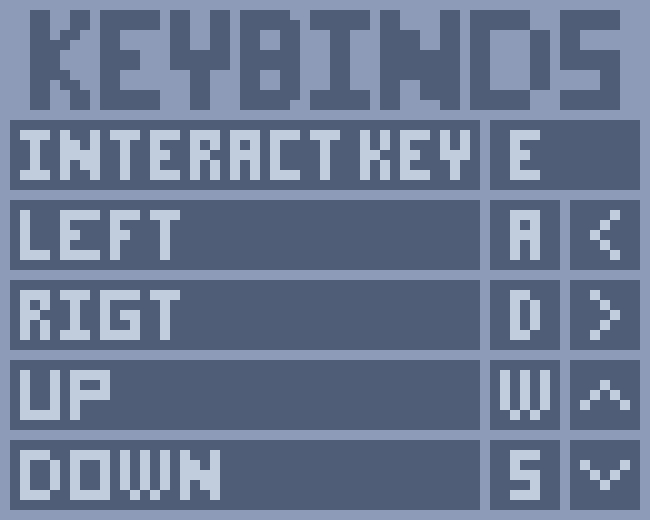 KEYBINDS
INTERACT KEY E
LEFT A <
RIGT D >
UP W ^
DOWN S v